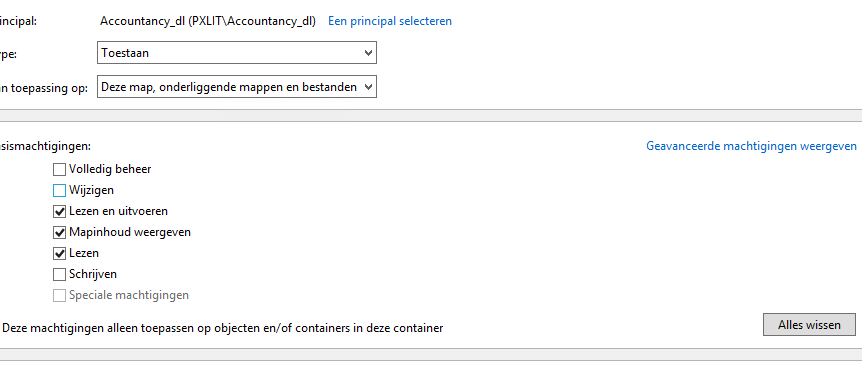 incipal: Accountancy_dl (PXLIT\Accountancy_dl) Een principal selecteren
ype: Toestaan
n toepassing op: Deze map, onderliggende mappen en bestanden
sismachtigingen: Geavanceerde machtigingen weergeven
Volledig beheer
Wijzigen
Lezen en uitvoeren
Mapinhoud weergeven
Lezen
Schrijven
Speciale machtigingen
Deze machtigingen alleen toepassen op objecten en/of containers in deze container
Alles wissen